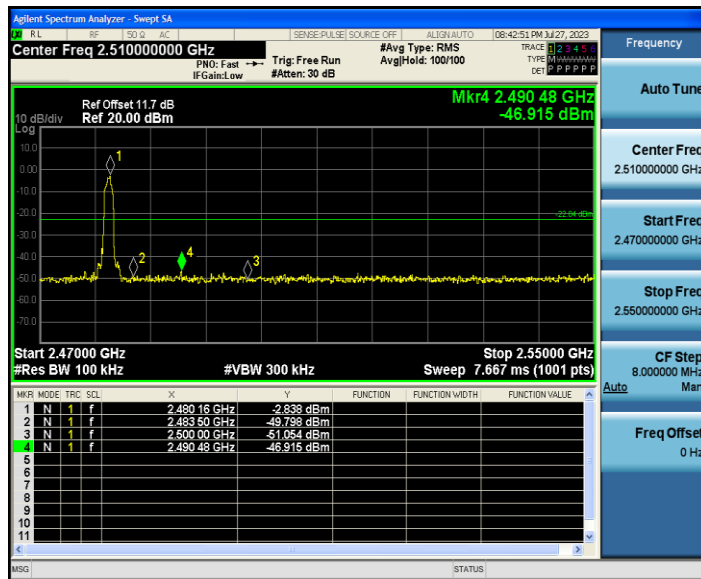 Agilent Spectrum Analyzer - Swept SA
RL RF 50 Ω AC SENSE:PULSE SOURCE OFF ALIGN AUTO 08:42:51 PM Jul 27, 2023
Center Freq 2.510000000 GHz #Avg Type: RMS TRACE 1 2 3 4 5 6
PNO: Fast Trig: Free Run Avg|Hold: 100/100 TYPE M
IFGain:Low #Atten: 30 dB DET P P P P P P
Mkr4 2.490 48 GHz
-46.915 dBm
Ref Offset 11.7 dB
10 dB/div Ref 20.00 dBm
Log
10.0
0.00
-10.0
-20.0
-30.0
-40.0
-50.0
-60.0
-70.0
1
2
4
3
-22.84 dBm
Start 2.47000 GHz Stop 2.55000 GHz
#Res BW 100 kHz #VBW 300 kHz Sweep 7.667 ms (1001 pts)
MKR MODE TRC SCL X Y FUNCTION FUNCTION WIDTH FUNCTION VALUE
1 N 1 f 2.480 16 GHz -2.838 dBm
2 N 1 f 2.483 50 GHz -49.798 dBm
3 N 1 f 2.500 00 GHz -51.054 dBm
4 N 1 f 2.490 48 GHz -46.915 dBm
5
6
7
8
9
10
11
MSG STATUS
Frequency
Auto Tune
Center Freq
2.510000000 GHz
Start Freq
2.470000000 GHz
Stop Freq
2.550000000 GHz
CF Step
8.000000 MHz
Auto Man
Freq Offset
0 Hz